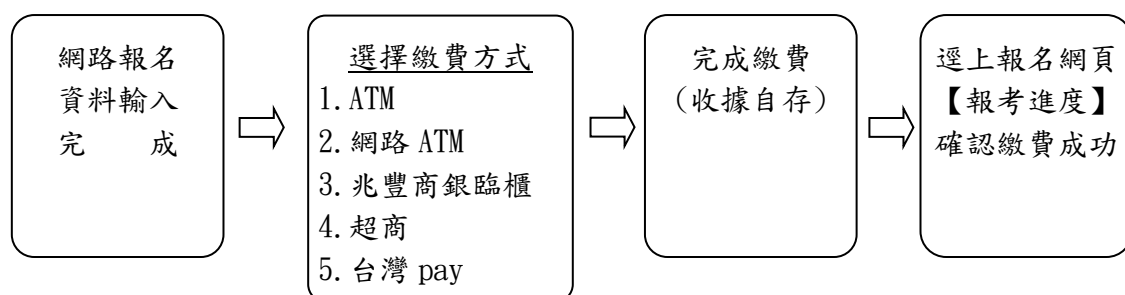 網路報名
資料輸入
完　　成
選擇繳費方式
1. ATM
2. 網路 ATM
3. 兆豐商銀臨櫃
4. 超商
5. 台灣 pay
完成繳費
(收據自存)
逕上報名網頁
【報考進度】
確認繳費成功